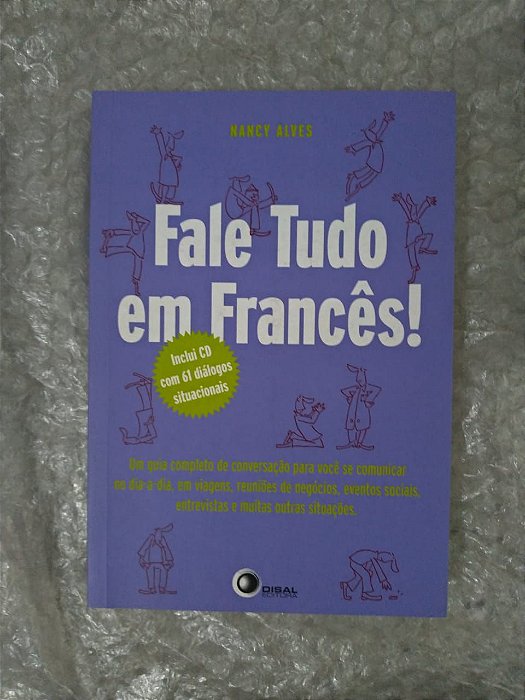 NANCY ALVES
Fale Tudo
em Francês!
Inclui CD
com 61 diálogos
situacionais
Um guia completo de conversação para você se comunicar
no dia-a-dia, em viagens, reuniões de negócios, eventos sociais,
entrevistas e muitas outras situações.
DISAL
EDITORA